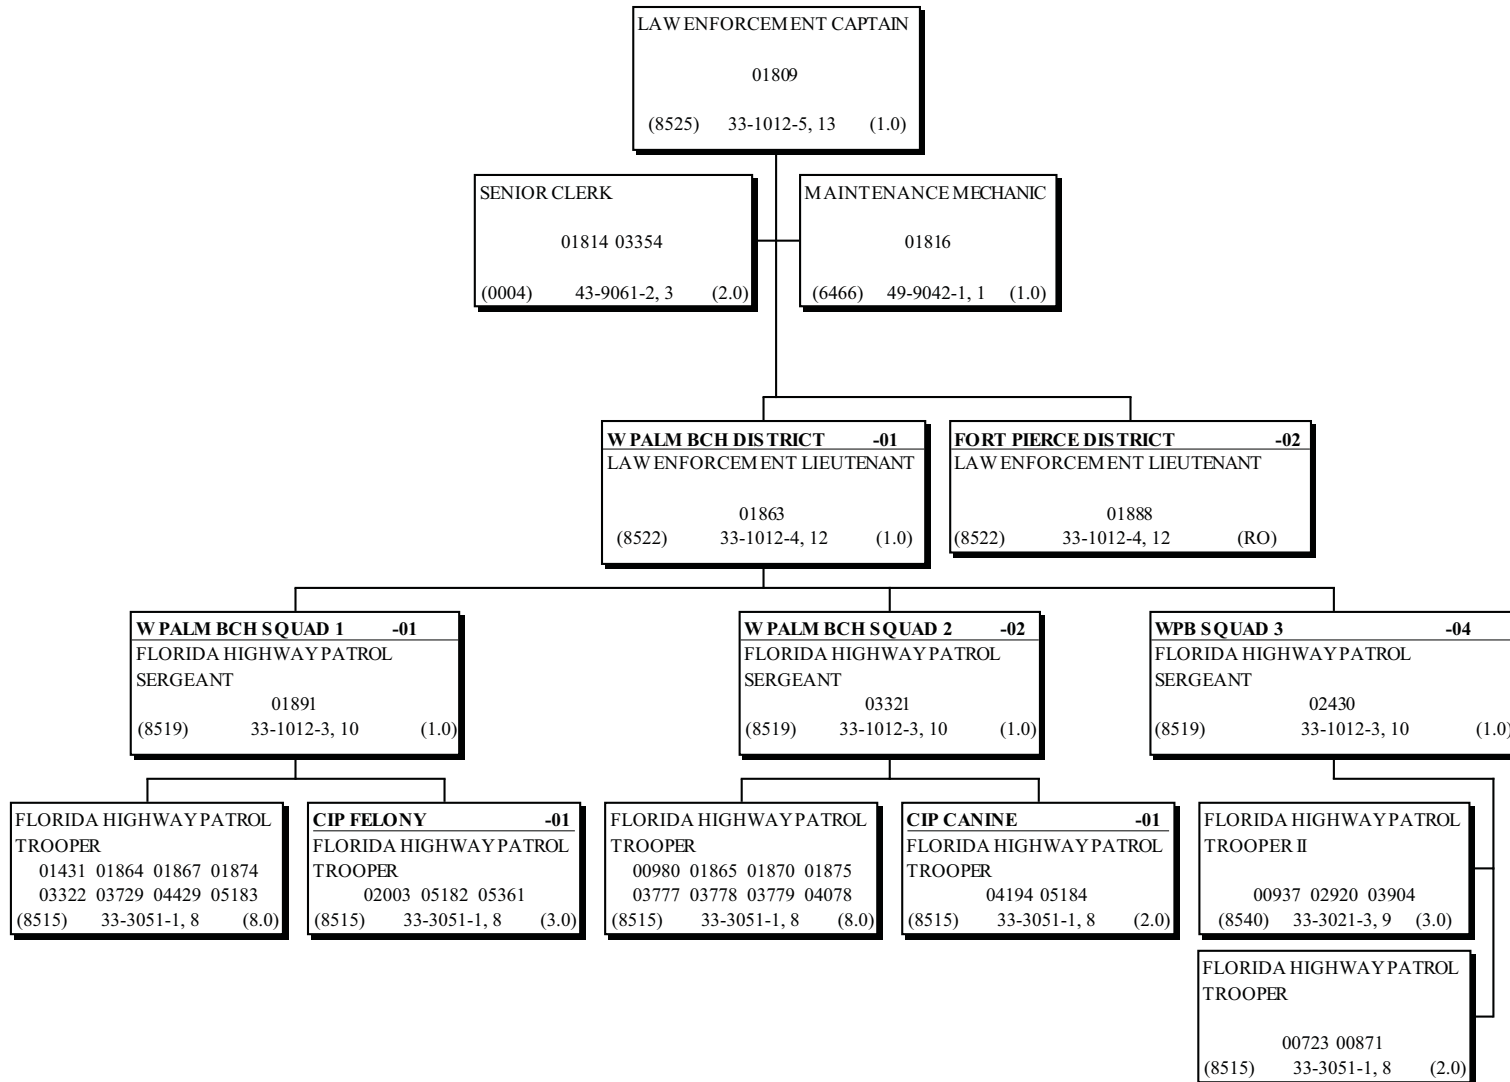 LAW ENFORCEMENT CAPTAIN
01809
(8525) 33-1012-5, 13 (1.0)
SENIOR CLERK
01814 03354
(0004) 43-9061-2, 3 (2.0)
MAINTENANCE MECHANIC
01816
(6466) 49-9042-1, 1 (1.0)
W PALM BCH DISTRICT -01
LAW ENFORCEMENT LIEUTENANT
01863
(8522) 33-1012-4, 12 (1.0)
FORT PIERCE DISTRICT -02
LAW ENFORCEMENT LIEUTENANT
01888
(8522) 33-1012-4, 12 (RO)
W PALM BCH SQUAD 1 -01
FLORIDA HIGHWAY PATROL
SERGEANT
01891
(8519) 33-1012-3, 10 (1.0)
W PALM BCH SQUAD 2 -02
FLORIDA HIGHWAY PATROL
SERGEANT
03321
(8519) 33-1012-3, 10 (1.0)
WPB SQUAD 3 -04
FLORIDA HIGHWAY PATROL
SERGEANT
02430
(8519) 33-1012-3, 10 (1.0)
FLORIDA HIGHWAY PATROL
TROOPER
01431 01864 01867 01874
03322 03729 04429 05183
(8515) 33-3051-1, 8 (8.0)
CIP FELONY -01
FLORIDA HIGHWAY PATROL
TROOPER
02003 05182 05361
(8515) 33-3051-1, 8 (3.0)
FLORIDA HIGHWAY PATROL
TROOPER
00980 01865 01870 01875
03777 03778 03779 04078
(8515) 33-3051-1, 8 (8.0)
CIP CANINE -01
FLORIDA HIGHWAY PATROL
TROOPER
04194 05184
(8515) 33-3051-1, 8 (2.0)
FLORIDA HIGHWAY PATROL
TROOPER II
00937 02920 03904
(8540) 33-3021-3, 9 (3.0)
FLORIDA HIGHWAY PATROL
TROOPER
00723 00871
(8515) 33-3051-1, 8 (2.0)